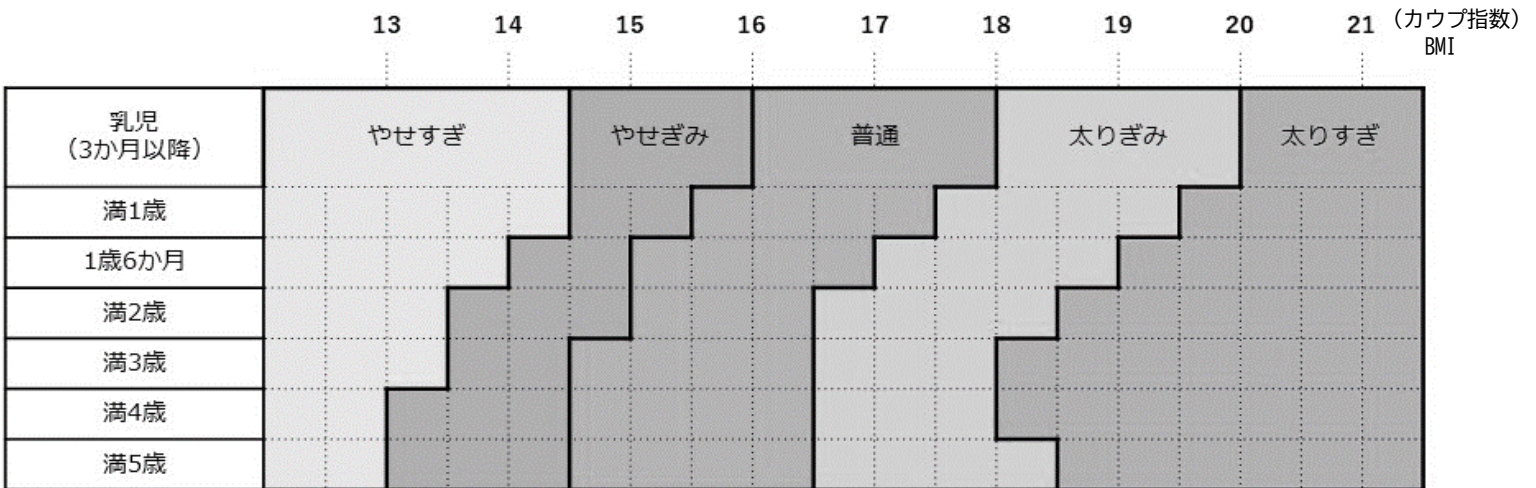 13 14 15 16 17 18 19 20 21 （カウプ指数）
BMI
乳児
（3か月以降）
やせすぎ やせぎみ 普通 太りぎみ 太りすぎ
満1歳
1歳6か月
満2歳
満3歳
満4歳
満5歳